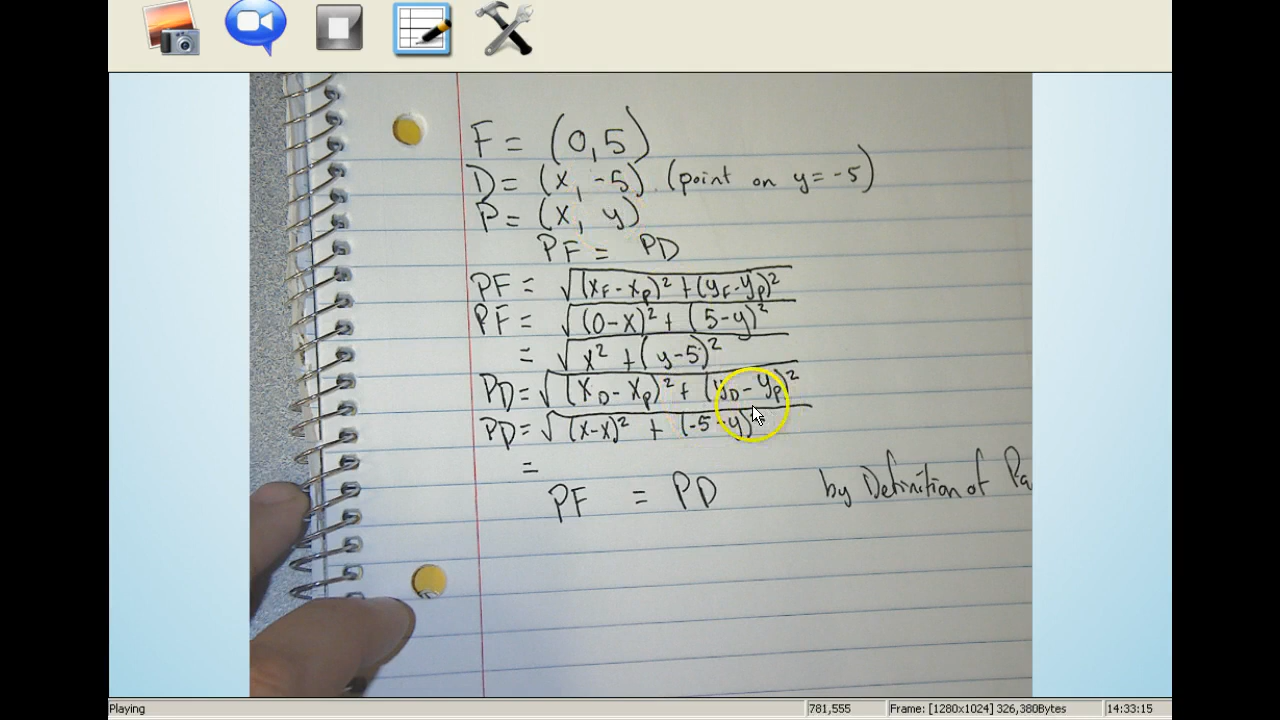 F = (0, 5)
D = (x, -5) (point on y = -5)
P = (x, y)
PF = PD
PF = √(x_F - x_P)² + (y_F - y_P)²
PF = √(0-x)² + (5-y)²
= √x² + (y-5)²
PD = √(x_D - x_P)² + (y_D - y_P)²
PD = √(x-x)² + (-5-y)²
=
PF = PD by Definition of Pa
Playing 781,555 Frame: [1280x1024] 326,380Bytes 14:33:15